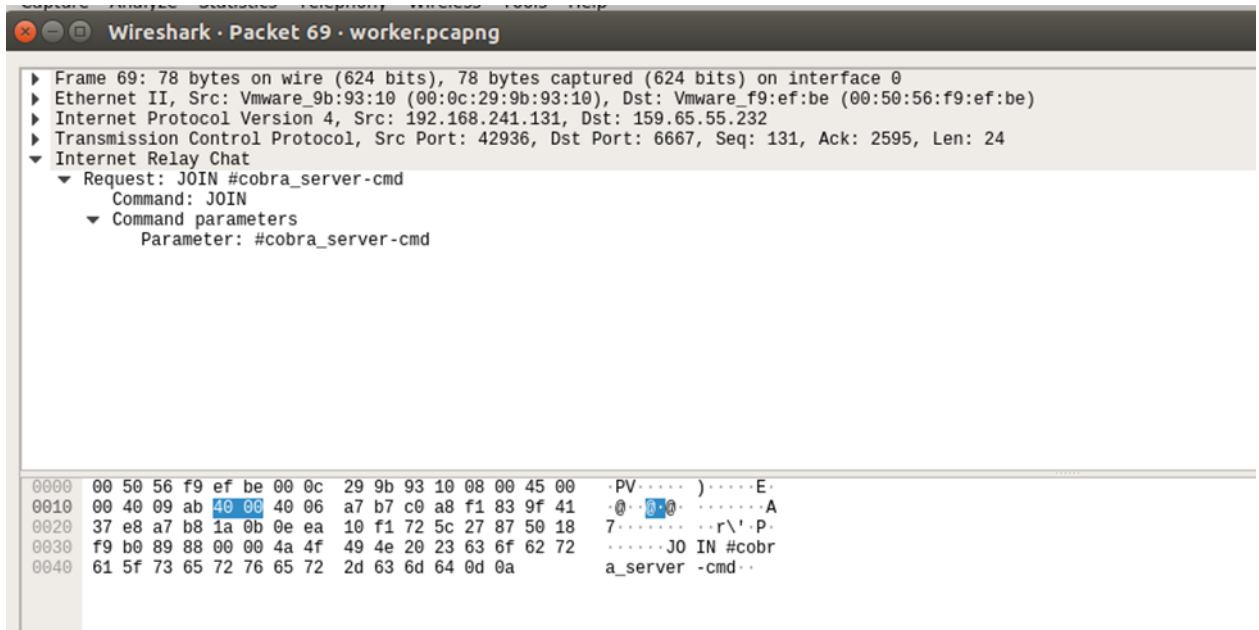 Capture Analyze Statistics Telephony Wireless Tools Help
Wireshark · Packet 69 · worker.pcapng
Frame 69: 78 bytes on wire (624 bits), 78 bytes captured (624 bits) on interface 0
Ethernet II, Src: Vmware_9b:93:10 (00:0c:29:9b:93:10), Dst: Vmware_f9:ef:be (00:50:56:f9:ef:be)
Internet Protocol Version 4, Src: 192.168.241.131, Dst: 159.65.55.232
Transmission Control Protocol, Src Port: 42936, Dst Port: 6667, Seq: 131, Ack: 2595, Len: 24
Internet Relay Chat
Request: JOIN #cobra_server-cmd
Command: JOIN
Command parameters
Parameter: #cobra_server-cmd
0000 00 50 56 f9 ef be 00 0c 29 9b 93 10 08 00 45 00 ·PV····· )·····E·
0010 00 40 09 ab 40 00 40 06 a7 b7 c0 a8 f1 83 9f 41 ·@··@·@· ·······A
0020 37 e8 a7 b8 1a 0b 0e ea 10 f1 72 5c 27 87 50 18 7······· ··r\'·P·
0030 f9 b0 89 88 00 00 4a 4f 49 4e 20 23 63 6f 62 72 ······JO IN #cobr
0040 61 5f 73 65 72 76 65 72 2d 63 6d 64 0d 0a a_server -cmd··